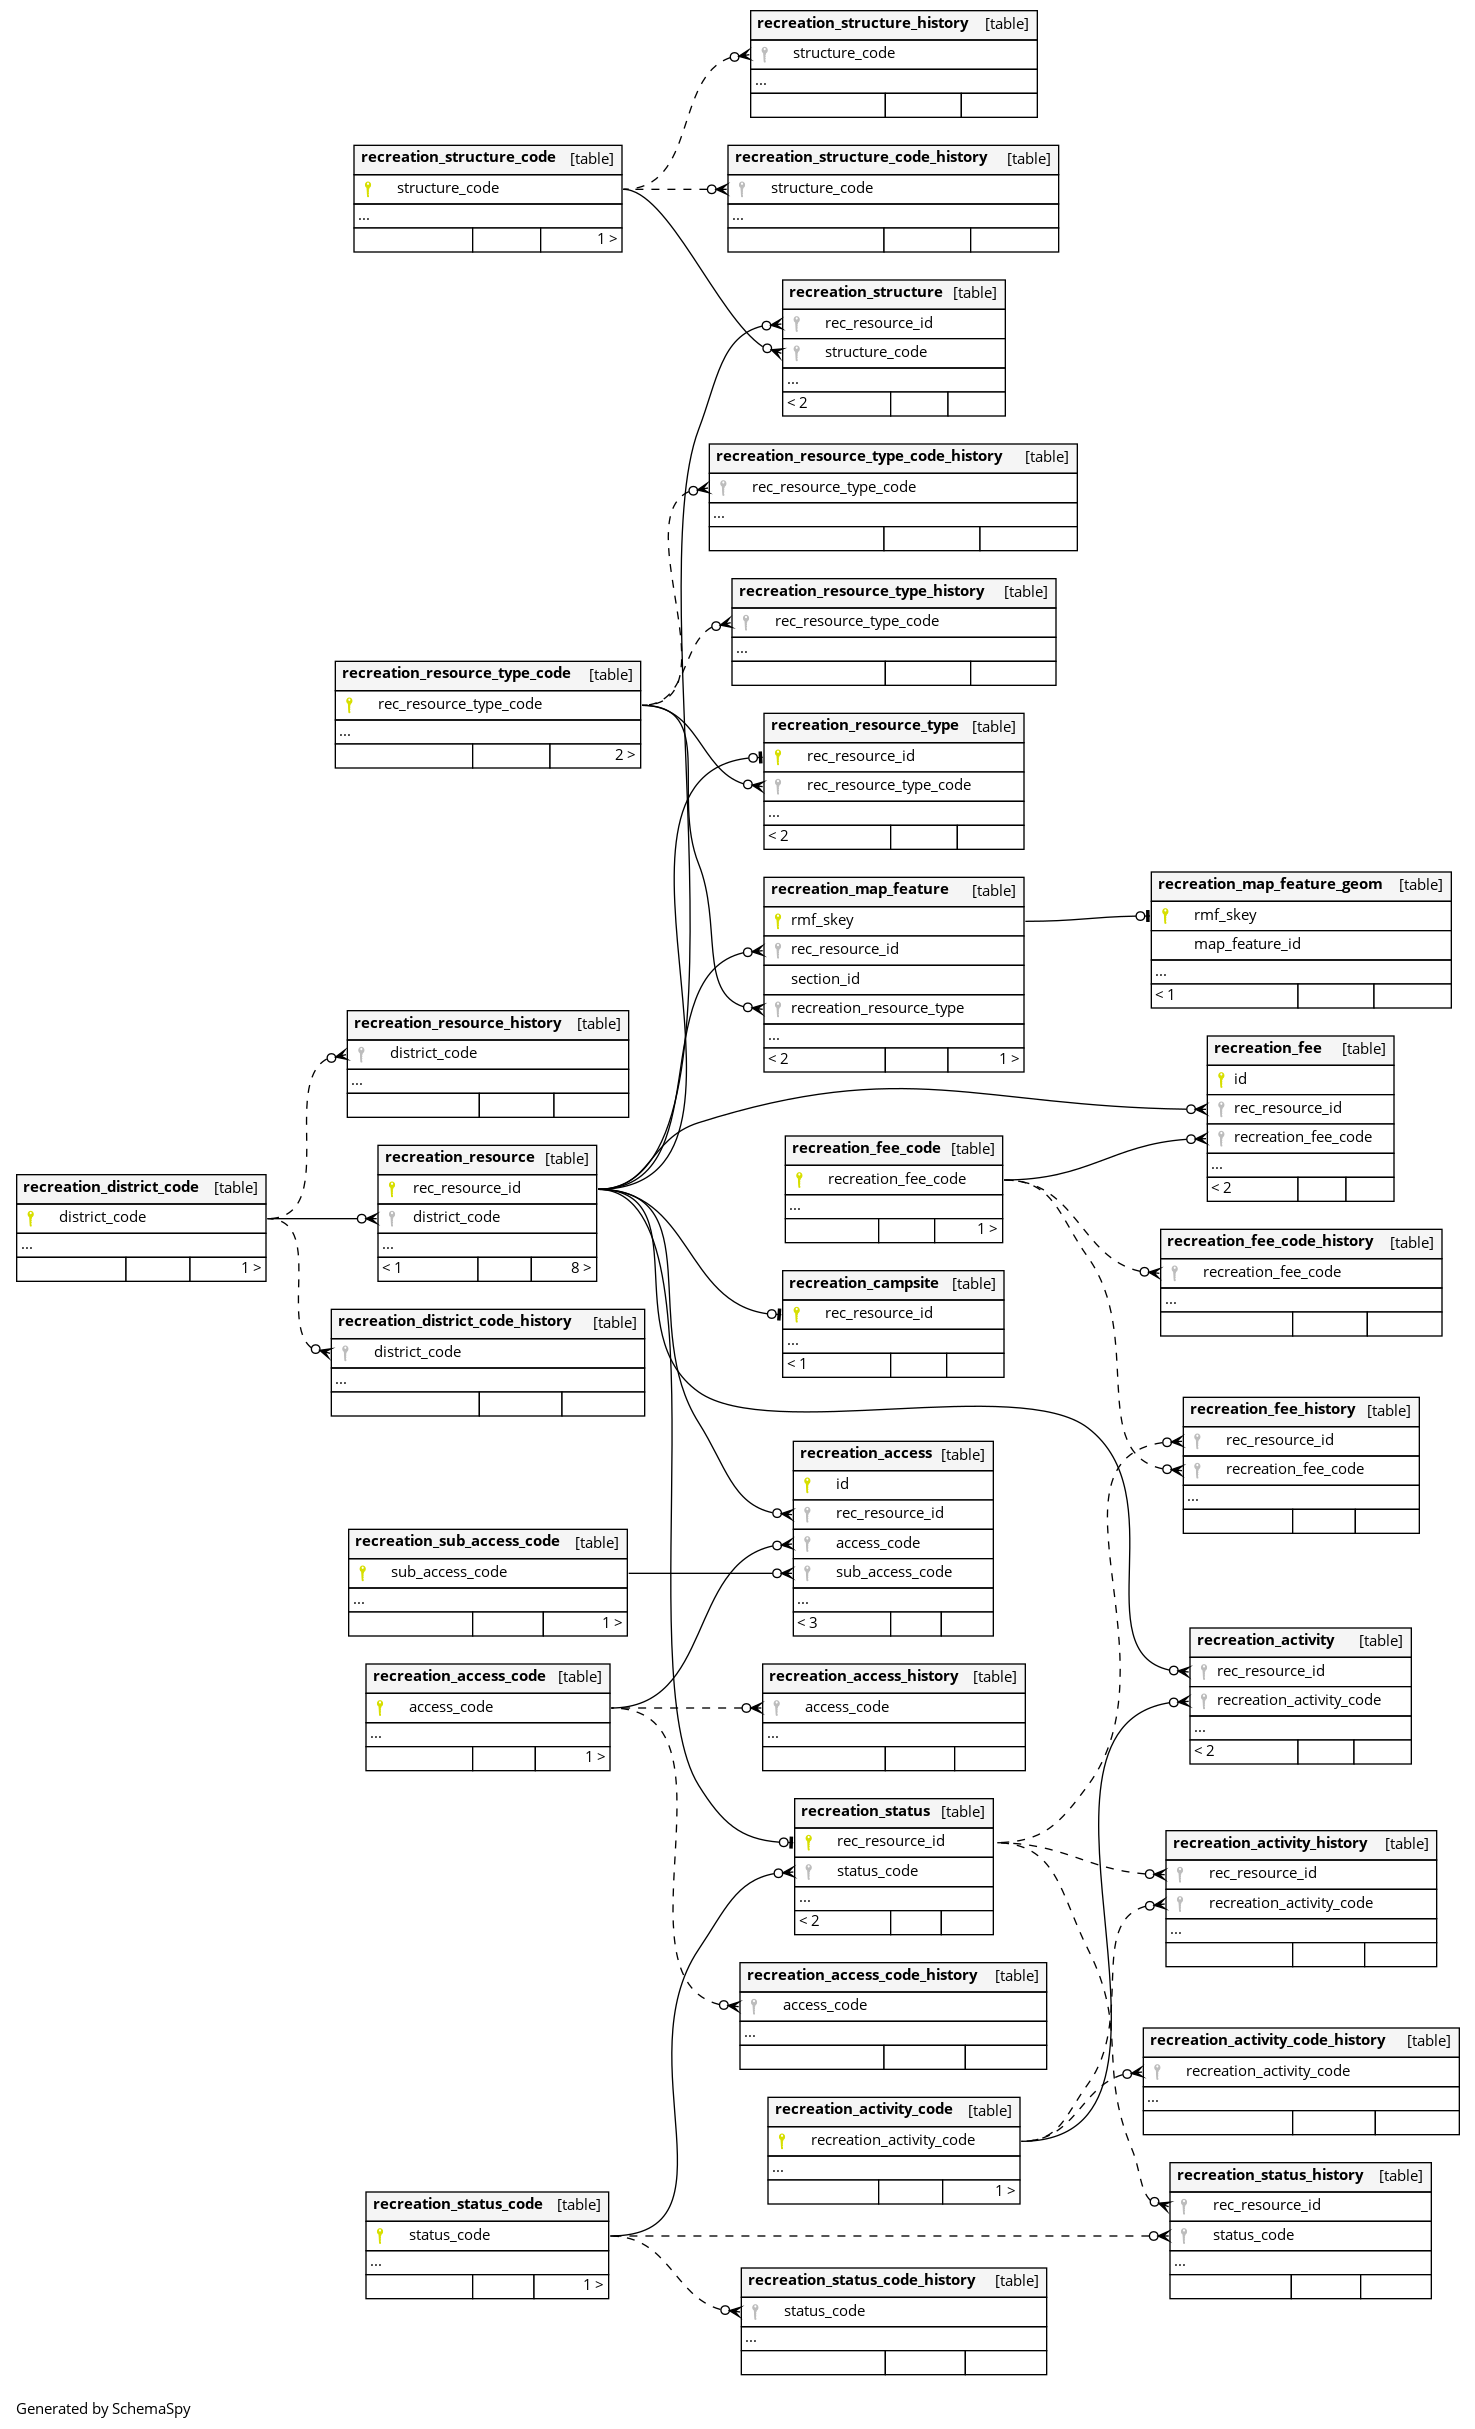 recreation_structure_history [table]
structure_code
...
recreation_structure_code [table]
structure_code
...
1 >
recreation_structure_code_history [table]
structure_code
...
recreation_structure [table]
rec_resource_id
structure_code
...
< 2
recreation_resource_type_code_history [table]
rec_resource_type_code
...
recreation_resource_type_history [table]
rec_resource_type_code
...
recreation_resource_type_code [table]
rec_resource_type_code
...
2 >
recreation_resource_type [table]
rec_resource_id
rec_resource_type_code
...
< 2
recreation_map_feature [table]
rmf_skey
rec_resource_id
section_id
recreation_resource_type
...
< 2 1 >
recreation_map_feature_geom [table]
rmf_skey
map_feature_id
...
< 1
recreation_resource_history [table]
district_code
...
recreation_fee [table]
id
rec_resource_id
recreation_fee_code
...
< 2
recreation_fee_code [table]
recreation_fee_code
...
1 >
recreation_resource [table]
rec_resource_id
district_code
...
< 1 8 >
recreation_district_code [table]
district_code
...
1 >
recreation_fee_code_history [table]
recreation_fee_code
...
recreation_campsite [table]
rec_resource_id
...
< 1
recreation_district_code_history [table]
district_code
...
recreation_fee_history [table]
rec_resource_id
recreation_fee_code
...
recreation_access [table]
id
rec_resource_id
access_code
sub_access_code
...
< 3
recreation_sub_access_code [table]
sub_access_code
...
1 >
recreation_activity [table]
rec_resource_id
recreation_activity_code
...
< 2
recreation_access_code [table]
access_code
...
1 >
recreation_access_history [table]
access_code
...
recreation_status [table]
rec_resource_id
status_code
...
< 2
recreation_activity_history [table]
rec_resource_id
recreation_activity_code
...
recreation_access_code_history [table]
access_code
...
recreation_activity_code_history [table]
recreation_activity_code
...
recreation_activity_code [table]
recreation_activity_code
...
1 >
recreation_status_history [table]
rec_resource_id
status_code
...
recreation_status_code [table]
status_code
...
1 >
recreation_status_code_history [table]
status_code
...
Generated by SchemaSpy